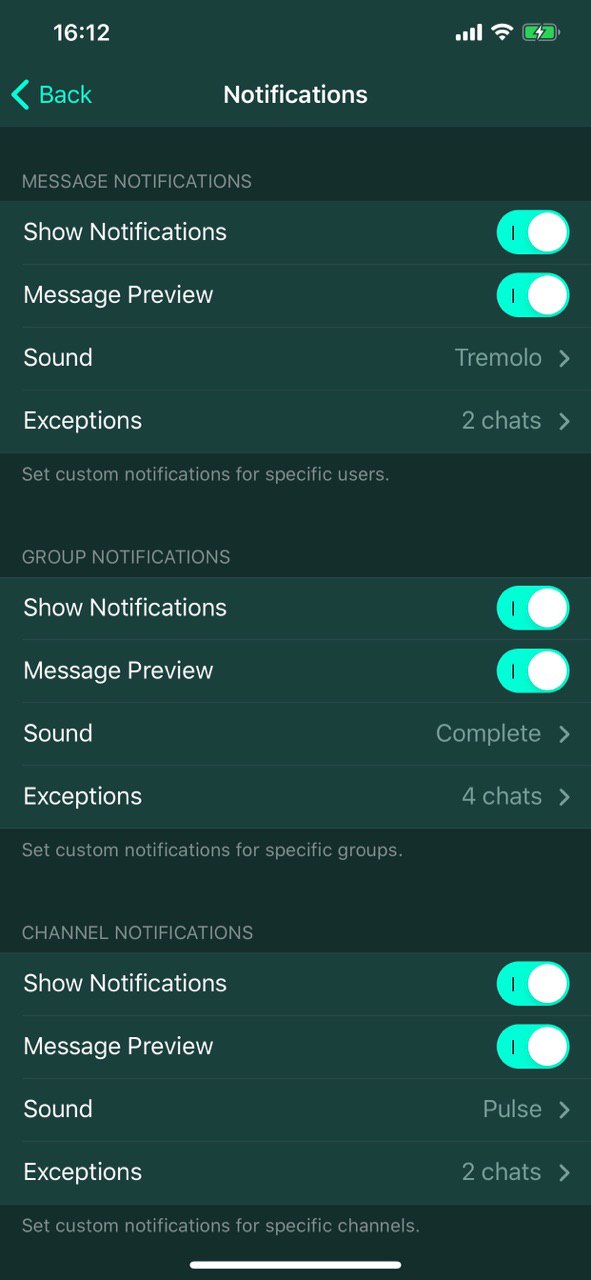 16:12
Back Notifications
MESSAGE NOTIFICATIONS
Show Notifications
Message Preview
Sound Tremolo
Exceptions 2 chats
Set custom notifications for specific users.
GROUP NOTIFICATIONS
Show Notifications
Message Preview
Sound Complete
Exceptions 4 chats
Set custom notifications for specific groups.
CHANNEL NOTIFICATIONS
Show Notifications
Message Preview
Sound Pulse
Exceptions 2 chats
Set custom notifications for specific channels.